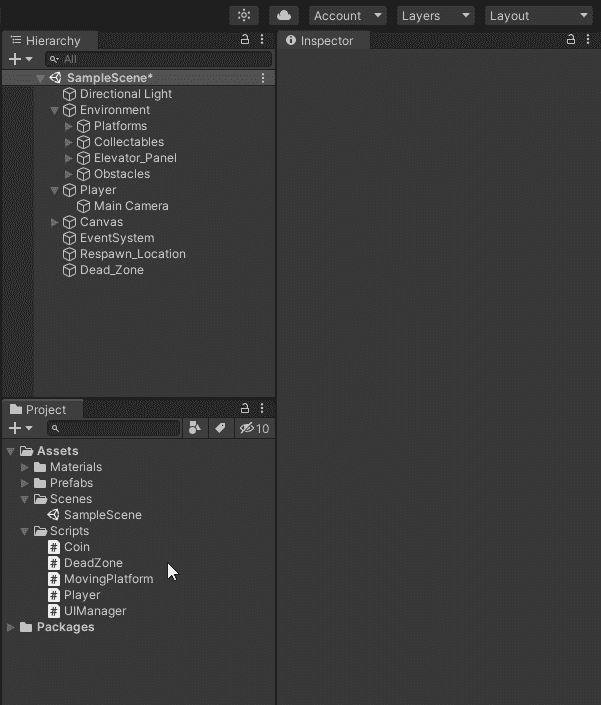 Account Layers Layout
Hierarchy Inspector
All
SampleScene*
Directional Light
Environment
Platforms
Collectables
Elevator_Panel
Obstacles
Player
Main Camera
Canvas
EventSystem
Respawn_Location
Dead_Zone
Project
10
Assets
Materials
Prefabs
Scenes
SampleScene
Scripts
# Coin
# DeadZone
# MovingPlatform
# Player
# UIManager
Packages